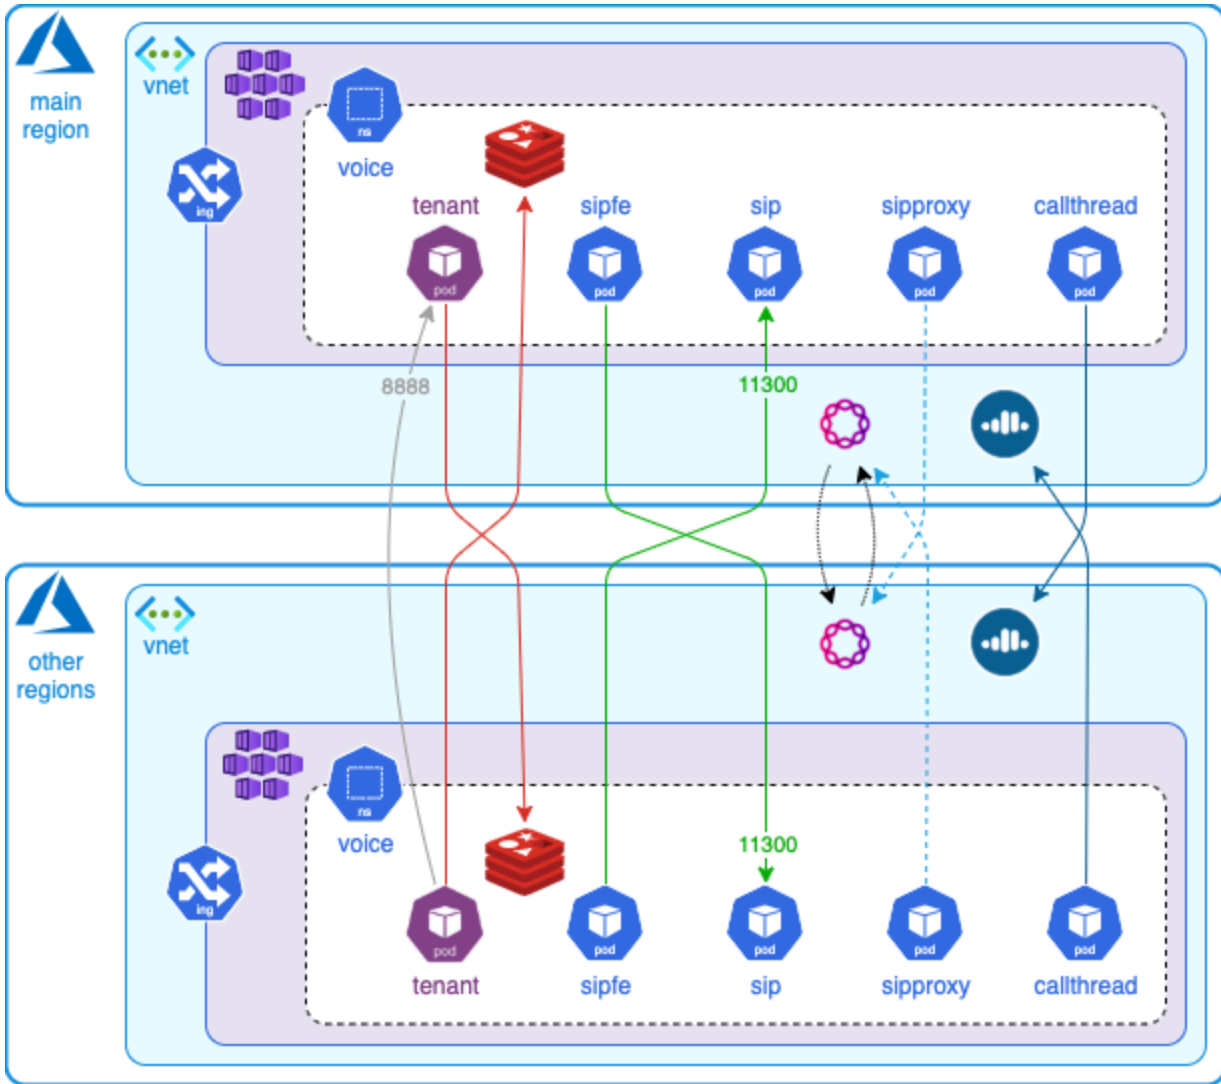 main
region
vnet
ns
voice
ing
tenant
sipfe
sip
sipproxy
callthread
pod
pod
pod
pod
pod
8888
11300
other
regions
vnet
ns
voice
11300
ing
pod
pod
pod
pod
pod
tenant
sipfe
sip
sipproxy
callthread